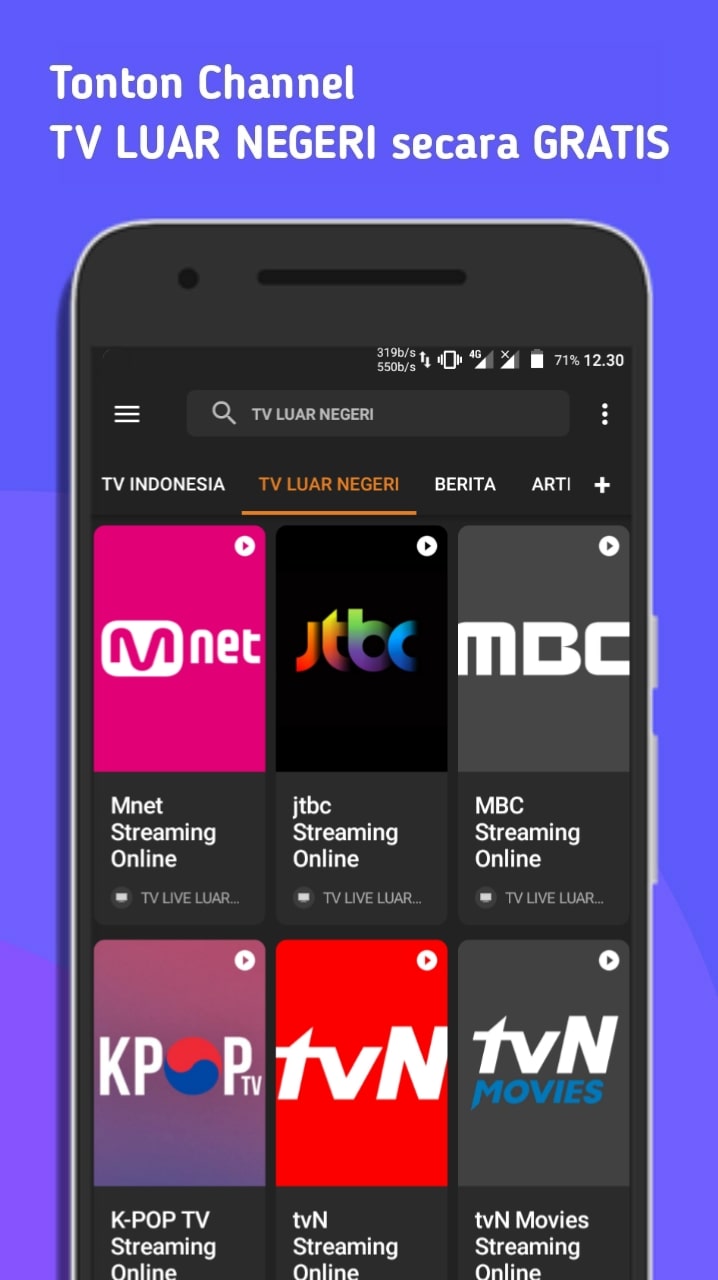 Tonton Channel
TV LUAR NEGERI secara GRATIS
319b/s
550b/s
4G
71% 12.30
TV LUAR NEGERI
TV INDONESIA TV LUAR NEGERI BERITA ARTI +
mnet jtbc MBC
Mnet
Streaming
Online
TV LIVE LUAR...
jtbc
Streaming
Online
TV LIVE LUAR...
MBC
Streaming
Online
TV LIVE LUAR...
KPOP TV
tvN
tvN
MOVIES
K-POP TV
Streaming
Online
tvN
Streaming
Online
tvN Movies
Streaming
Online